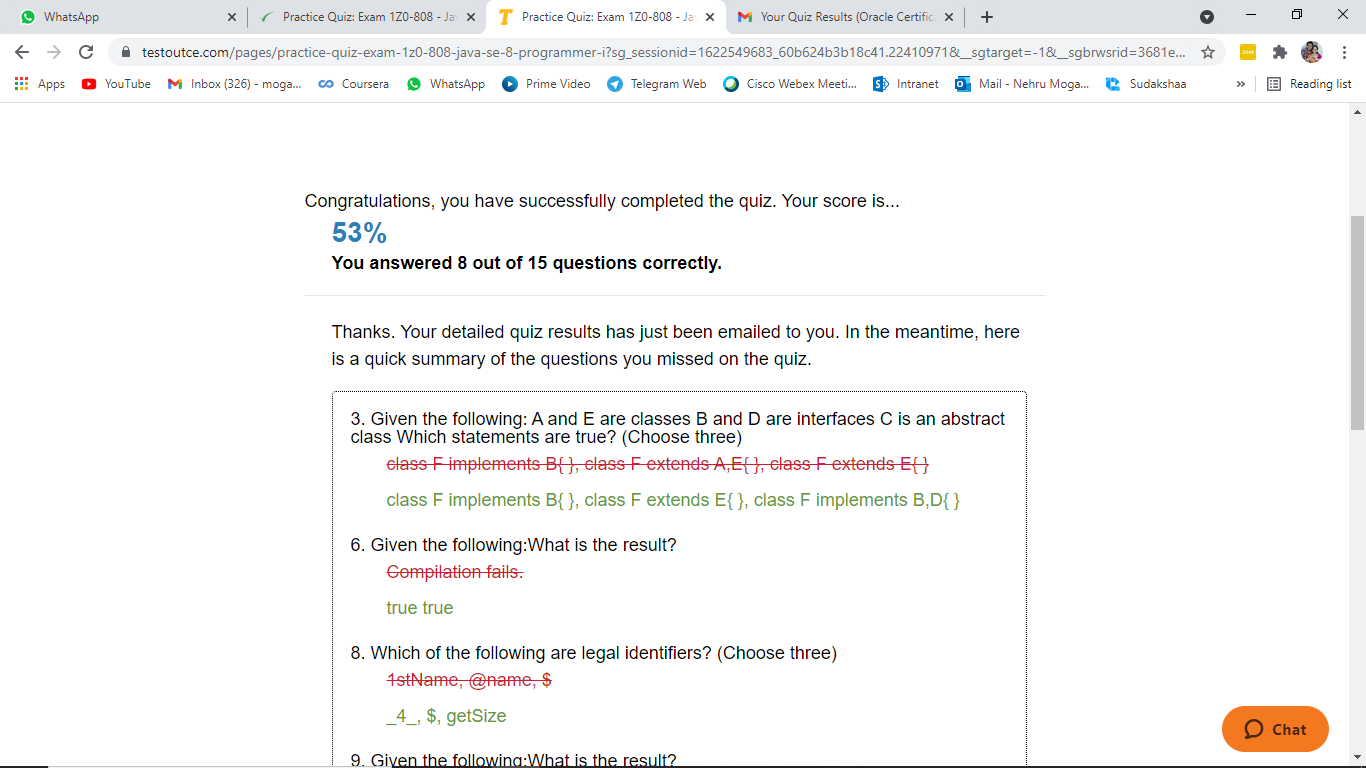 WhatsApp
Practice Quiz: Exam 1Z0-808 - Ja
Practice Quiz: Exam 1Z0-808 - Ja
Your Quiz Results (Oracle Certific
testoutce.com/pages/practice-quiz-exam-1z0-808-java-se-8-programmer-i?sg_sessionid=1622549683_60b624b3b18c41.22410971&__sgtarget=-1&__sgbrwsrid=3681e...
Apps YouTube Inbox (326) - moga... Coursera WhatsApp Prime Video Telegram Web Cisco Webex Meeti... Intranet Mail - Nehru Moga... Sudakshaa » Reading list
Congratulations, you have successfully completed the quiz. Your score is...
53%
You answered 8 out of 15 questions correctly.
Thanks. Your detailed quiz results has just been emailed to you. In the meantime, here
is a quick summary of the questions you missed on the quiz.
3. Given the following: A and E are classes B and D are interfaces C is an abstract
class Which statements are true? (Choose three)
class F implements B{ }, class F extends A,E{ }, class F extends E{ }
class F implements B{ }, class F extends E{ }, class F implements B,D{ }
6. Given the following:What is the result?
Compilation fails.
true true
8. Which of the following are legal identifiers? (Choose three)
1stName, @name, $
_4_, $, getSize
9. Given the following:What is the result?
Chat